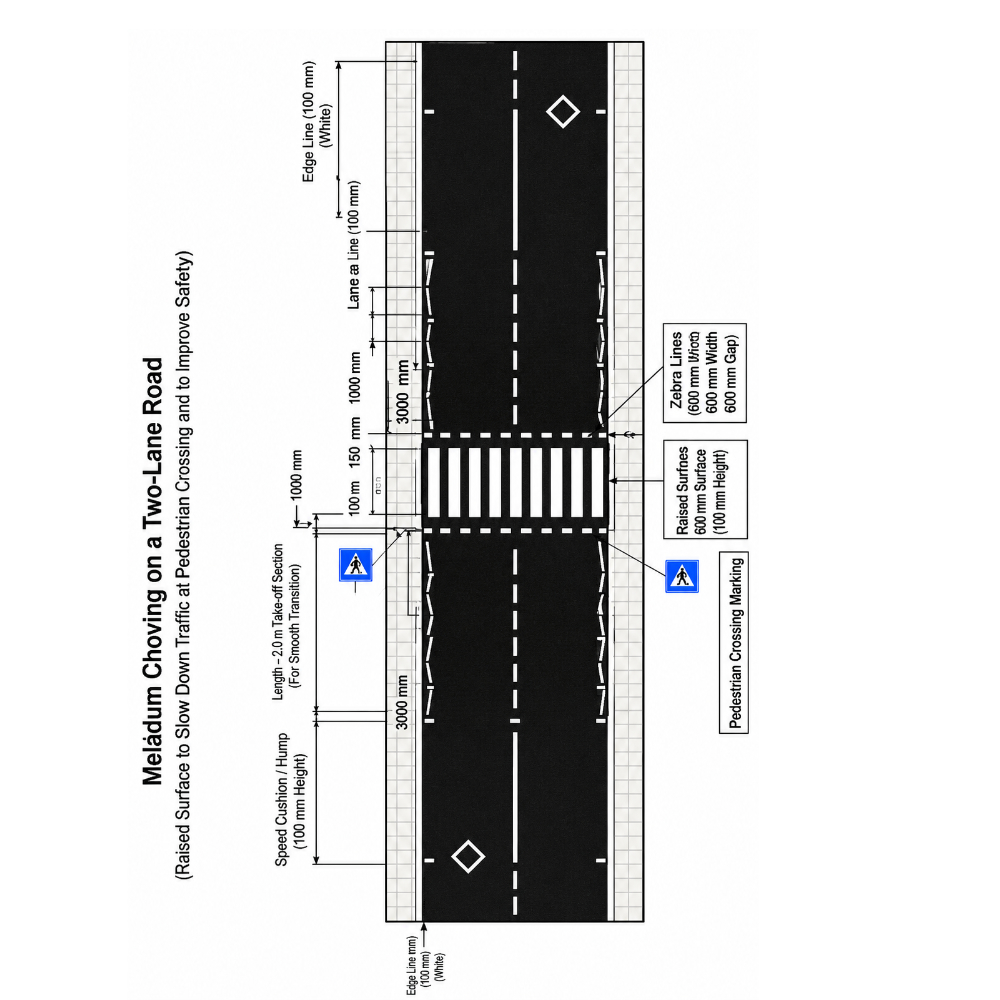 Meládum Choving on a Two-Lane Road
(Raised Surface to Slow Down Traffic at Pedestrian Crossing and to Improve Safety)
Speed Cushion / Hump
(100 mm Height)
Length – 2.0 m Take-off Section
(For Smooth Transition)
1000 mm
100 m
150 mm
1000 mm
Lane æ Line (100 mm)
Edge Line (100 mm)
(White)
3000 mm
3000 mm
Edge Line mm)
(100 mm)
(White)
Zebra Lines
(600 mm
600 mm Width
600 mm Gap)
Raised Surfnes
600 mm Surface
(100 mm Height)
Pedestrian Crossing Marking